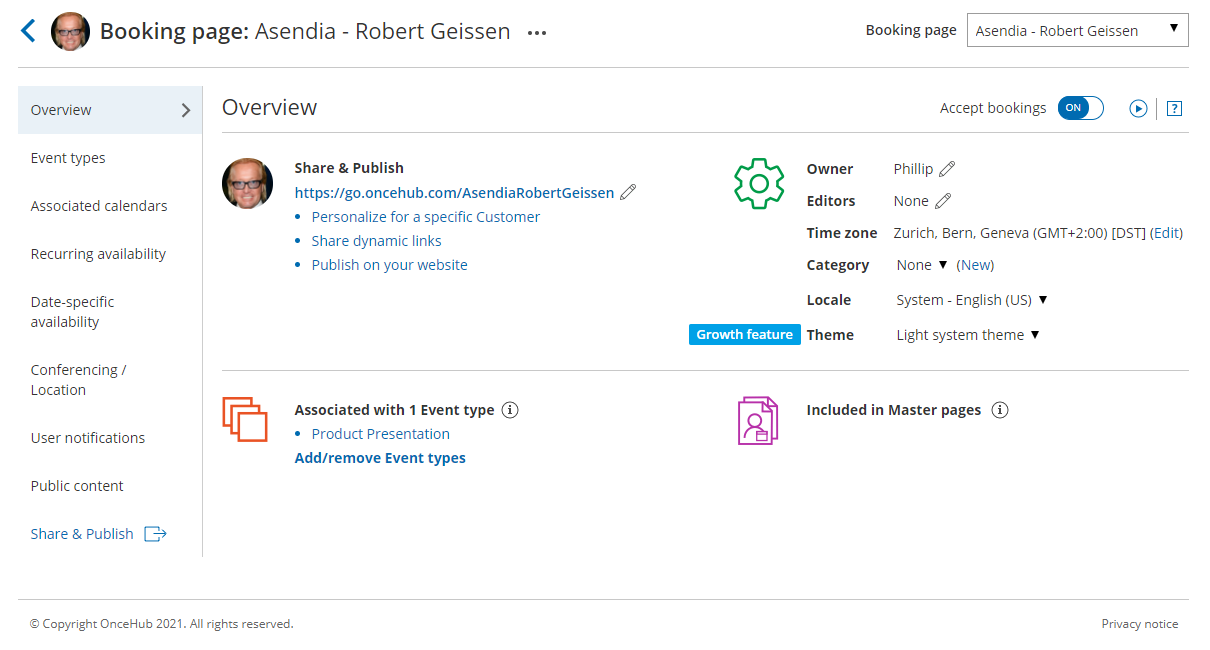 Booking page: Asendia - Robert Geissen ...
Booking page Asendia - Robert Geissen
Overview
Event types
Associated calendars
Recurring availability
Date-specific
availability
Conferencing /
Location
User notifications
Public content
Share & Publish
Overview
Accept bookings ON ?
Share & Publish
https://go.oncehub.com/AsendiaRobertGeissen
• Personalize for a specific Customer
• Share dynamic links
• Publish on your website
Owner Phillip
Editors None
Time zone Zurich, Bern, Geneva (GMT+2:00) [DST] (Edit)
Category None (New)
Locale System - English (US)
Growth feature Theme Light system theme
Associated with 1 Event type i
• Product Presentation
Add/remove Event types
Included in Master pages i
© Copyright OnceHub 2021. All rights reserved.
Privacy notice